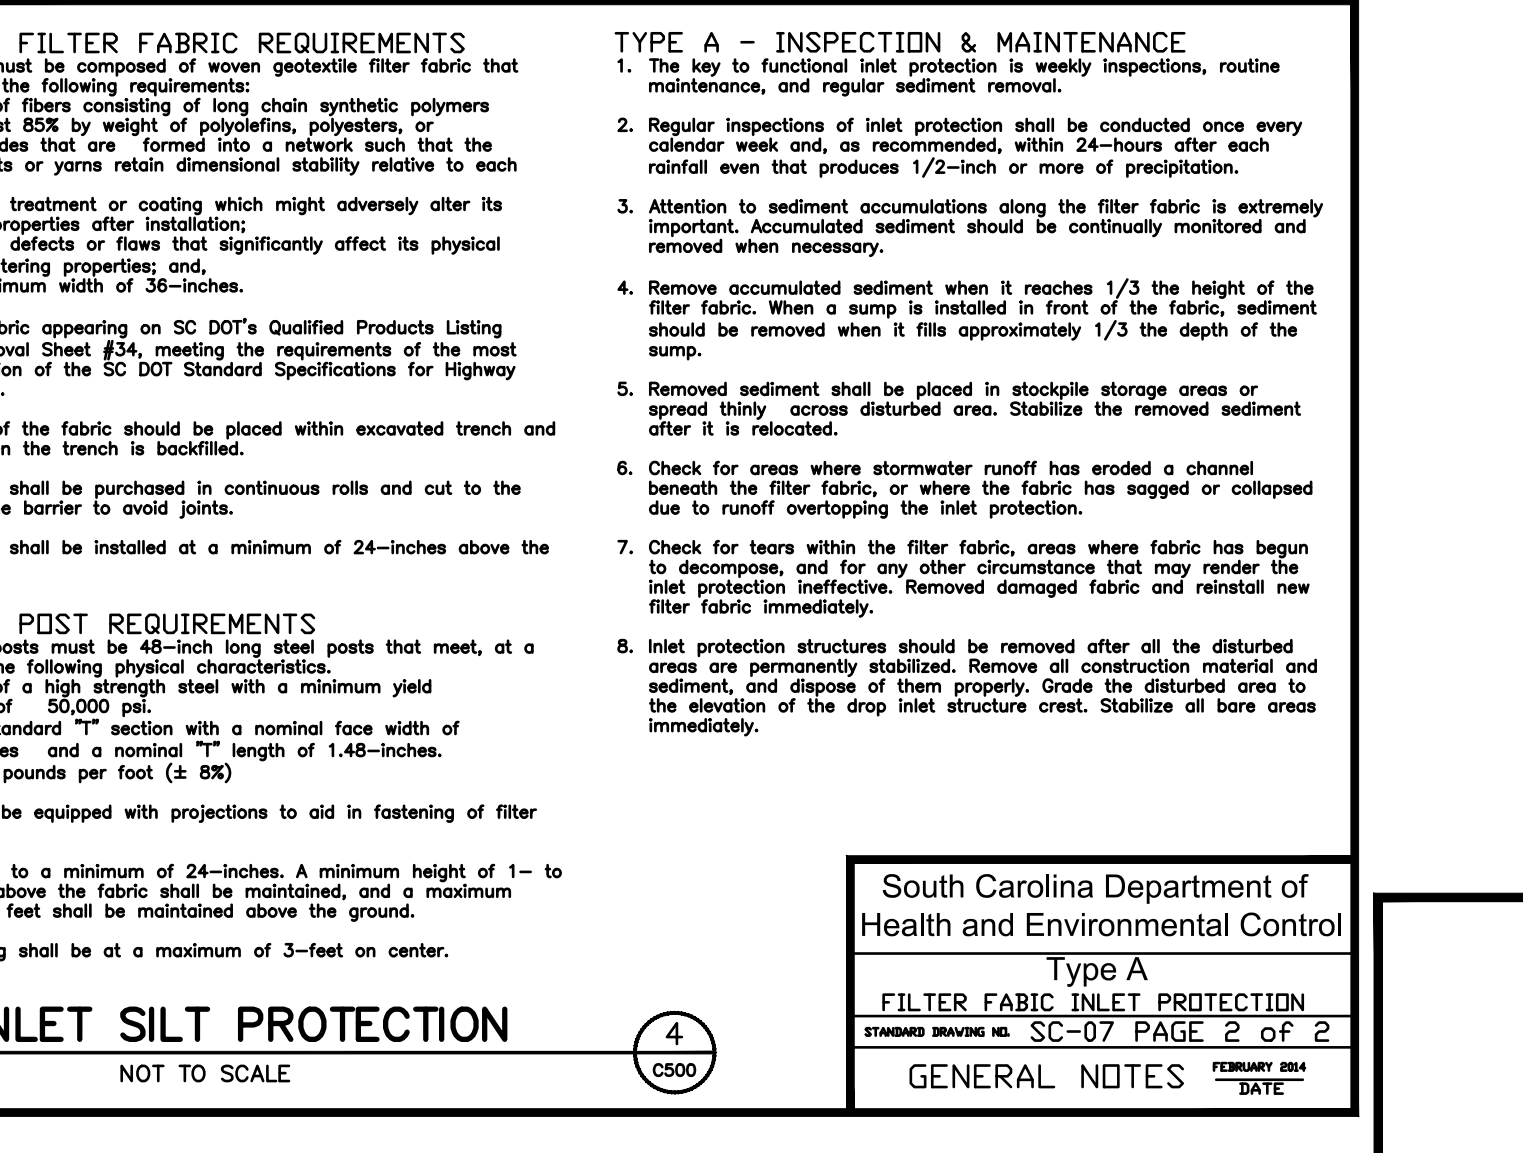 FILTER FABRIC REQUIREMENTS
must be composed of woven geotextile filter fabric that
the following requirements:
of fibers consisting of long chain synthetic polymers
85% by weight of polyolefins, polyesters, or
that are formed into a network such that the
or yarns retain dimensional stability relative to each
treatment or coating which might adversely alter its
properties after installation;
defects or flaws that significantly affect its physical
properties; and,
width of 36-inches.
appearing on SC DOT's Qualified Products Listing
Sheet #34, meeting the requirements of the most
of the SC DOT Standard Specifications for Highway
of the fabric should be placed within excavated trench and
the trench is backfilled.
shall be purchased in continuous rolls and cut to the
barrier to avoid joints.
shall be installed at a minimum of 24-inches above the
POST REQUIREMENTS
posts must be 48-inch long steel posts that meet, at a
following physical characteristics.
of a high strength steel with a minimum yield
of 50,000 psi.
"T" section with a nominal face width of
and a nominal "T" length of 1.48-inches.
pounds per foot (± 8%)
be equipped with projections to aid in fastening of filter
to a minimum of 24-inches. A minimum height of 1- to
above the fabric shall be maintained, and a maximum
feet shall be maintained above the ground.
shall be at a maximum of 3-feet on center.
TYPE A - INSPECTION & MAINTENANCE
1. The key to functional inlet protection is weekly inspections, routine
maintenance, and regular sediment removal.
2. Regular inspections of inlet protection shall be conducted once every
calendar week and, as recommended, within 24-hours after each
rainfall even that produces 1/2-inch or more of precipitation.
3. Attention to sediment accumulations along the filter fabric is extremely
important. Accumulated sediment should be continually monitored and
removed when necessary.
4. Remove accumulated sediment when it reaches 1/3 the height of the
filter fabric. When a sump is installed in front of the fabric, sediment
should be removed when it fills approximately 1/3 the depth of the
sump.
5. Removed sediment shall be placed in stockpile storage areas or
spread thinly across disturbed area. Stabilize the removed sediment
after it is relocated.
6. Check for areas where stormwater runoff has eroded a channel
beneath the filter fabric, or where the fabric has sagged or collapsed
due to runoff overtopping the inlet protection.
7. Check for tears within the filter fabric, areas where fabric has begun
to decompose, and for any other circumstance that may render the
inlet protection ineffective. Removed damaged fabric and reinstall new
filter fabric immediately.
8. Inlet protection structures should be removed after all the disturbed
areas are permanently stabilized. Remove all construction material and
sediment, and dispose of them properly. Grade the disturbed area to
the elevation of the drop inlet structure crest. Stabilize all bare areas
immediately.
INLET SILT PROTECTION
NOT TO SCALE
4
C500
South Carolina Department of
Health and Environmental Control
Type A
FILTER FABIC INLET PROTECTION
STANDARD DRAWING NO. SC-07 PAGE 2 of 2
GENERAL NOTES FEBRUARY 2014
DATE